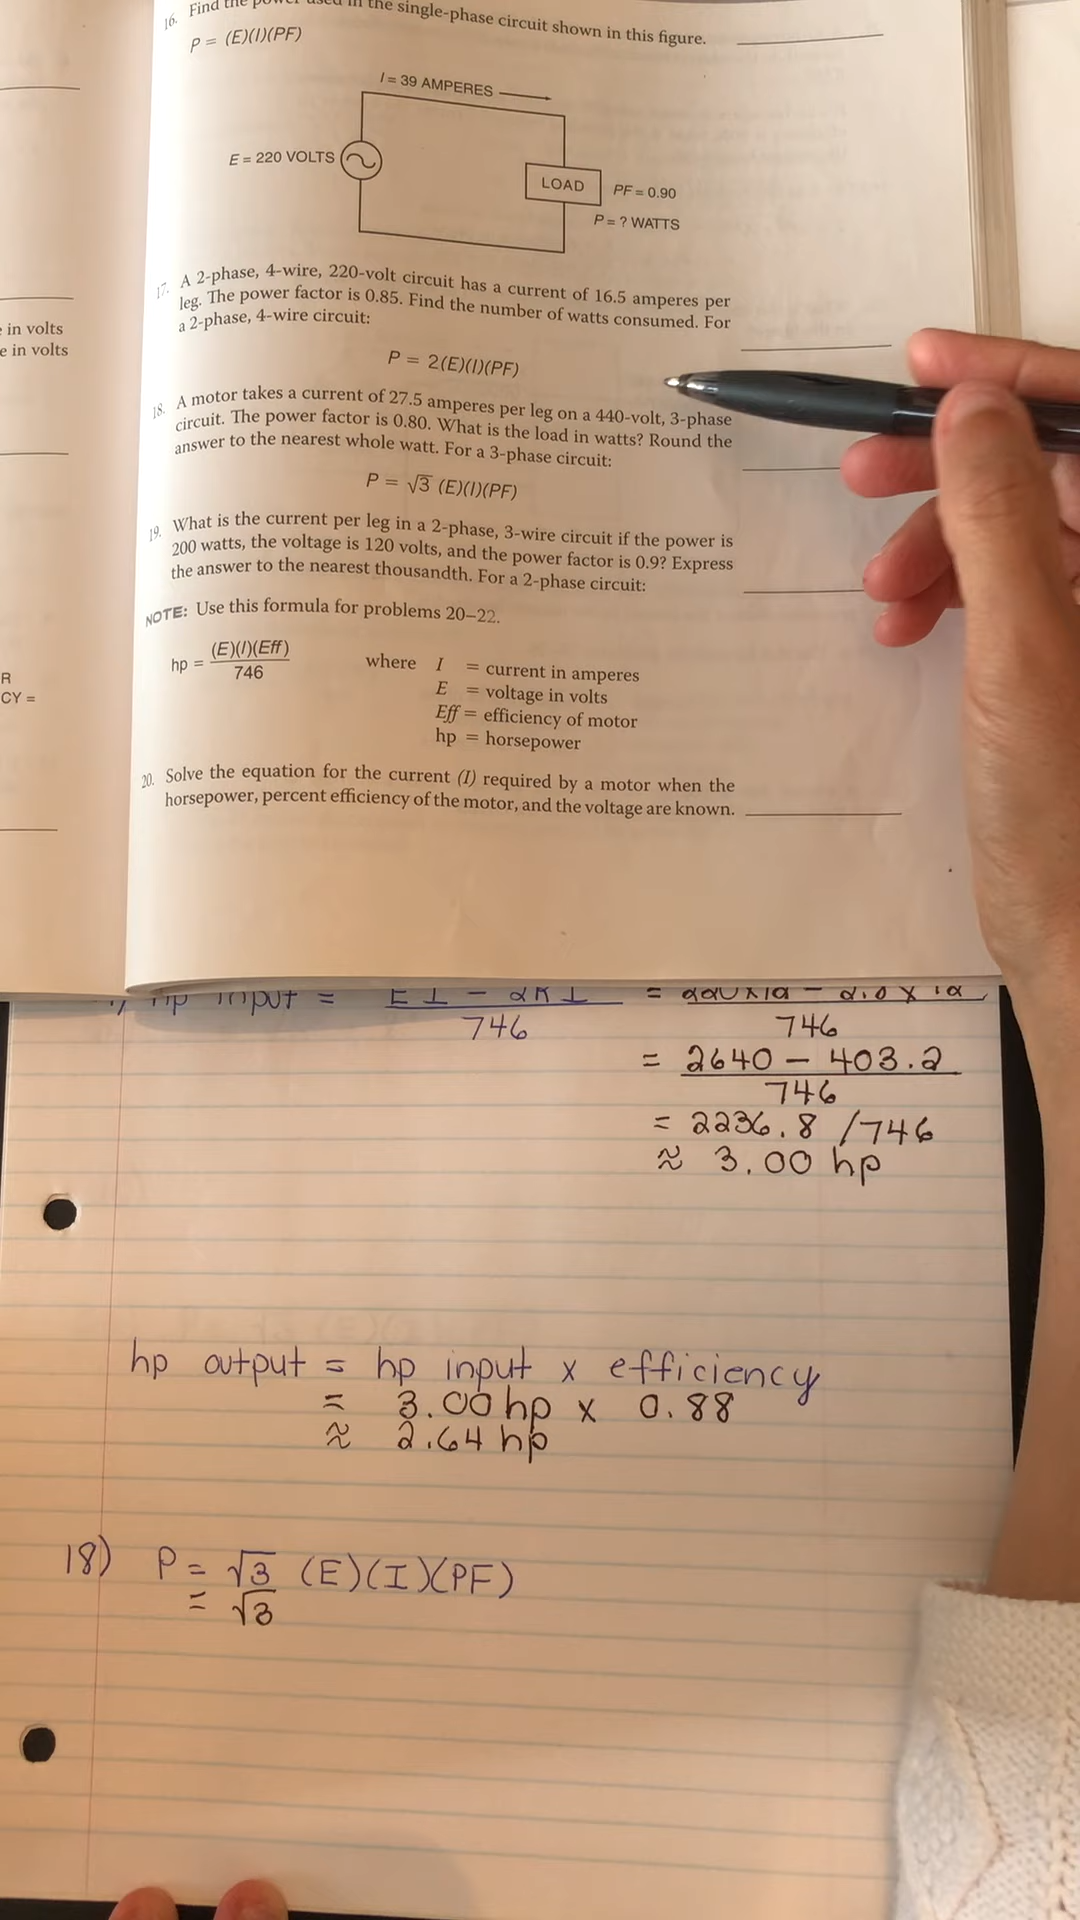 16. Find the power used in the single-phase circuit shown in this figure.
P = (E)(I)(PF)
I = 39 AMPERES
E = 220 VOLTS
LOAD
PF = 0.90
P = ? WATTS
17. A 2-phase, 4-wire, 220-volt circuit has a current of 16.5 amperes per
leg. The power factor is 0.85. Find the number of watts consumed. For
a 2-phase, 4-wire circuit:
P = 2(E)(I)(PF)
18. A motor takes a current of 27.5 amperes per leg on a 440-volt, 3-phase
circuit. The power factor is 0.80. What is the load in watts? Round the
answer to the nearest whole watt. For a 3-phase circuit:
P = √3 (E)(I)(PF)
19. What is the current per leg in a 2-phase, 3-wire circuit if the power is
200 watts, the voltage is 120 volts, and the power factor is 0.9? Express
the answer to the nearest thousandth. For a 2-phase circuit:
NOTE: Use this formula for problems 20–22.
hp = (E)(I)(Eff)
746
where I = current in amperes
E = voltage in volts
Eff = efficiency of motor
hp = horsepower
20. Solve the equation for the current (I) required by a motor when the
horsepower, percent efficiency of the motor, and the voltage are known.
in volts
e in volts
R
CY =
hp input =
746
746
= 2640 - 403.2
746
= 2236.8 /746
≈ 3.00 hp
hp output = hp input x efficiency
= 3.00 hp x 0.88
≈ 2.64 hp
18) P = √3 (E)(I)(PF)
= √3